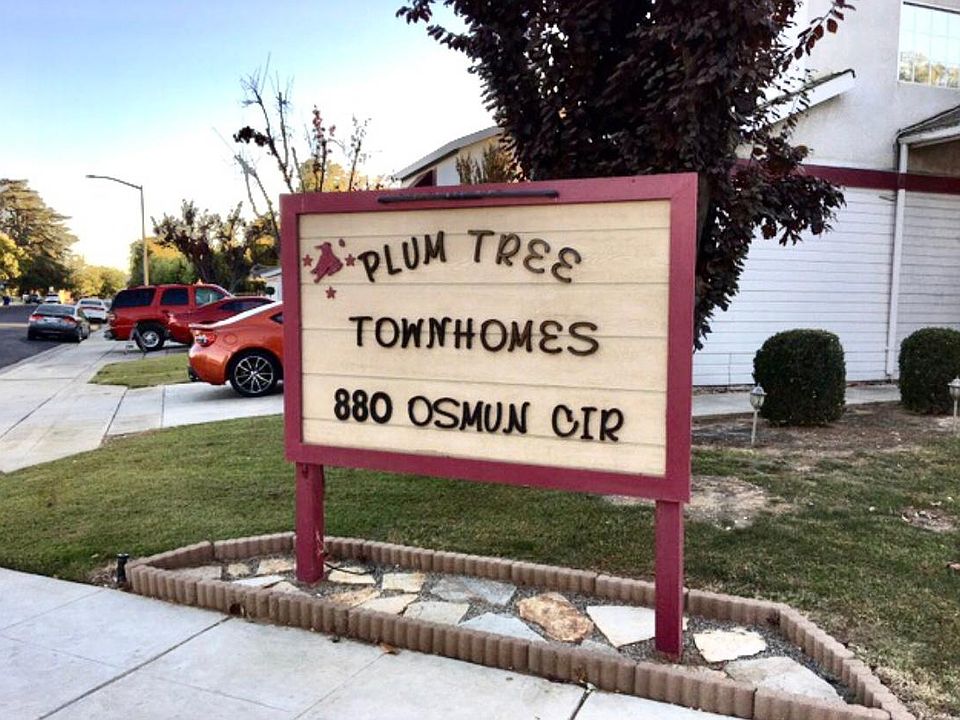 PLUM TREE
TOWNHOMES
880 OSMUN CIR